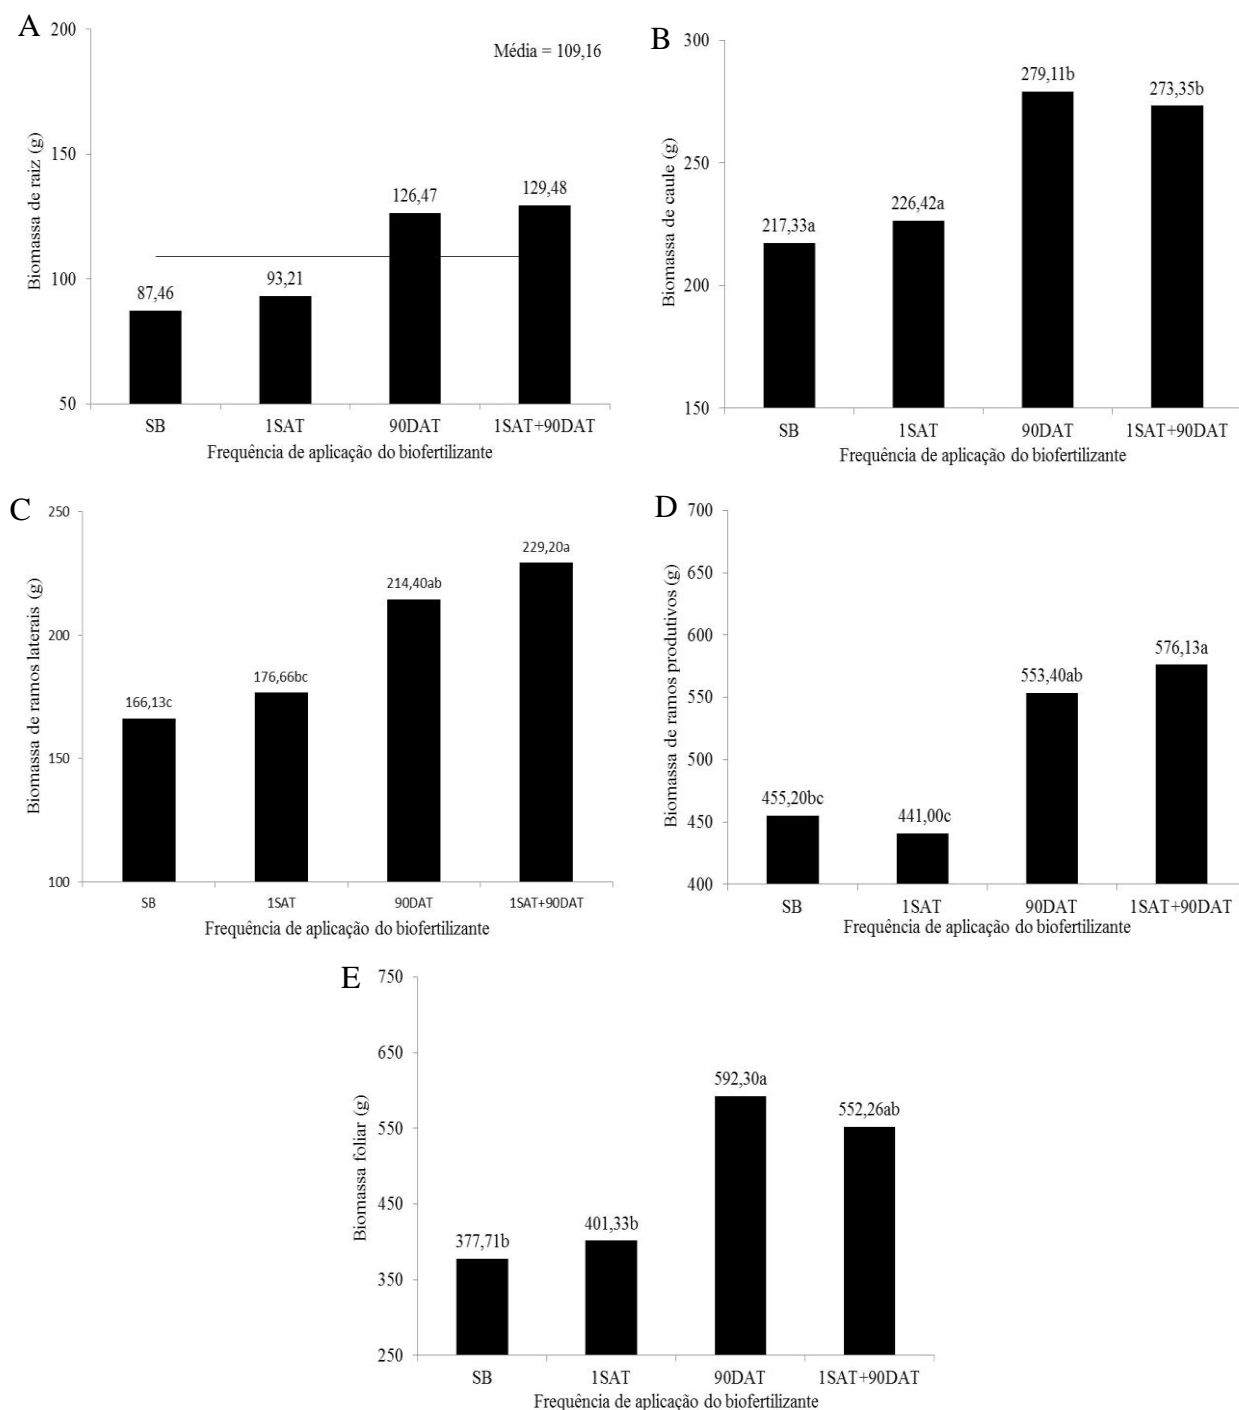 A
Média = 109,16
Biomassa de raiz (g)
200
150
100
50
87,46
93,21
126,47
129,48
SB
1SAT
90DAT
1SAT+90DAT
Frequência de aplicação do biofertilizante
B
Biomassa de caule (g)
300
250
200
150
217,33a
226,42a
279,11b
273,35b
SB
1SAT
90DAT
1SAT+90DAT
Frequência de aplicação do biofertilizante
C
Biomassa de ramos laterais (g)
250
200
150
100
166,13c
176,66bc
214,40ab
229,20a
SB
1SAT
90DAT
1SAT+90DAT
Frequência de aplicação do biofertilizante
D
Biomassa de ramos produtivos (g)
700
650
600
550
500
450
400
455,20bc
441,00c
553,40ab
576,13a
SB
1SAT
90DAT
1SAT+90DAT
Frequência de aplicação do biofertilizante
E
Biomassa foliar (g)
750
650
550
450
350
250
377,71b
401,33b
592,30a
552,26ab
SB
1SAT
90DAT
1SAT+90DAT
Frequência de aplicação do biofertilizante